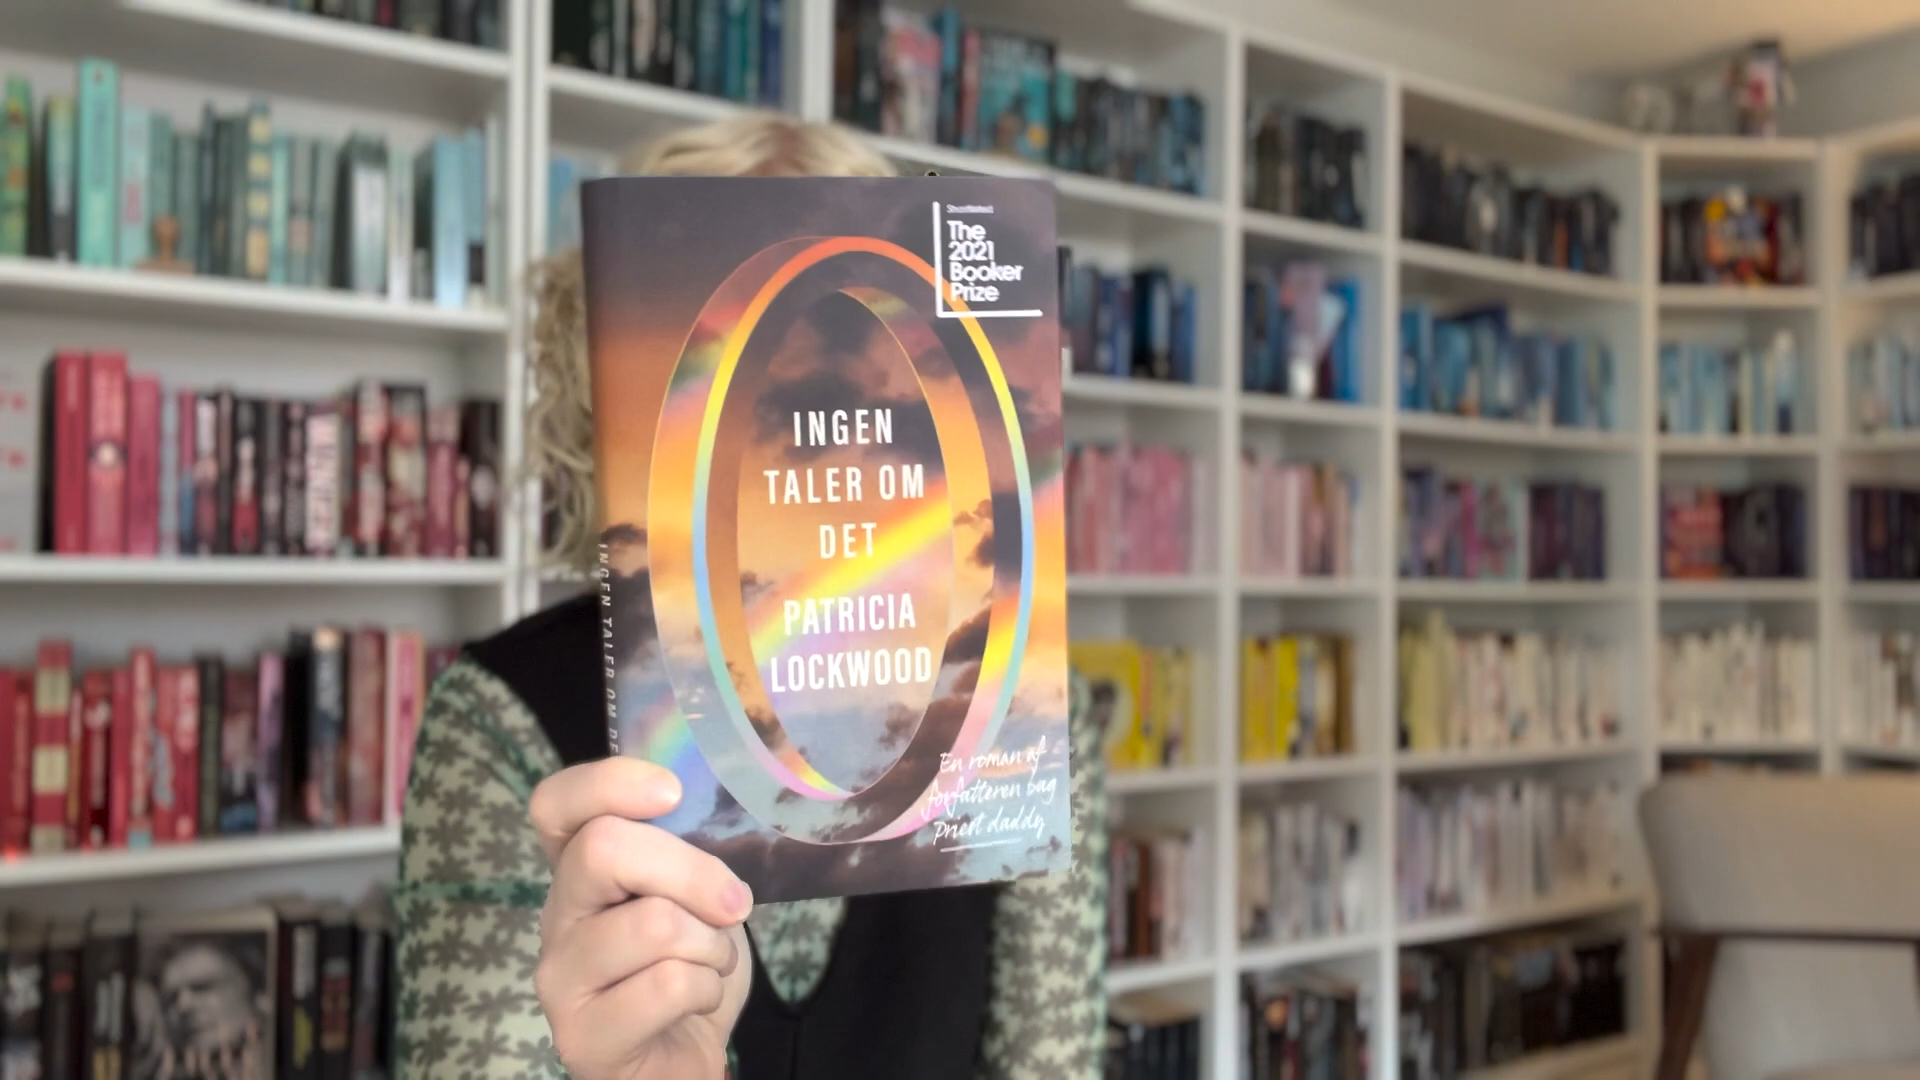 Shortlisted
The
2021
Booker
Prize
INGEN
TALER OM
DET
PATRICIA
LOCKWOOD
En roman af
forfatteren bag
Priest daddy
INGEN TALER OM DE